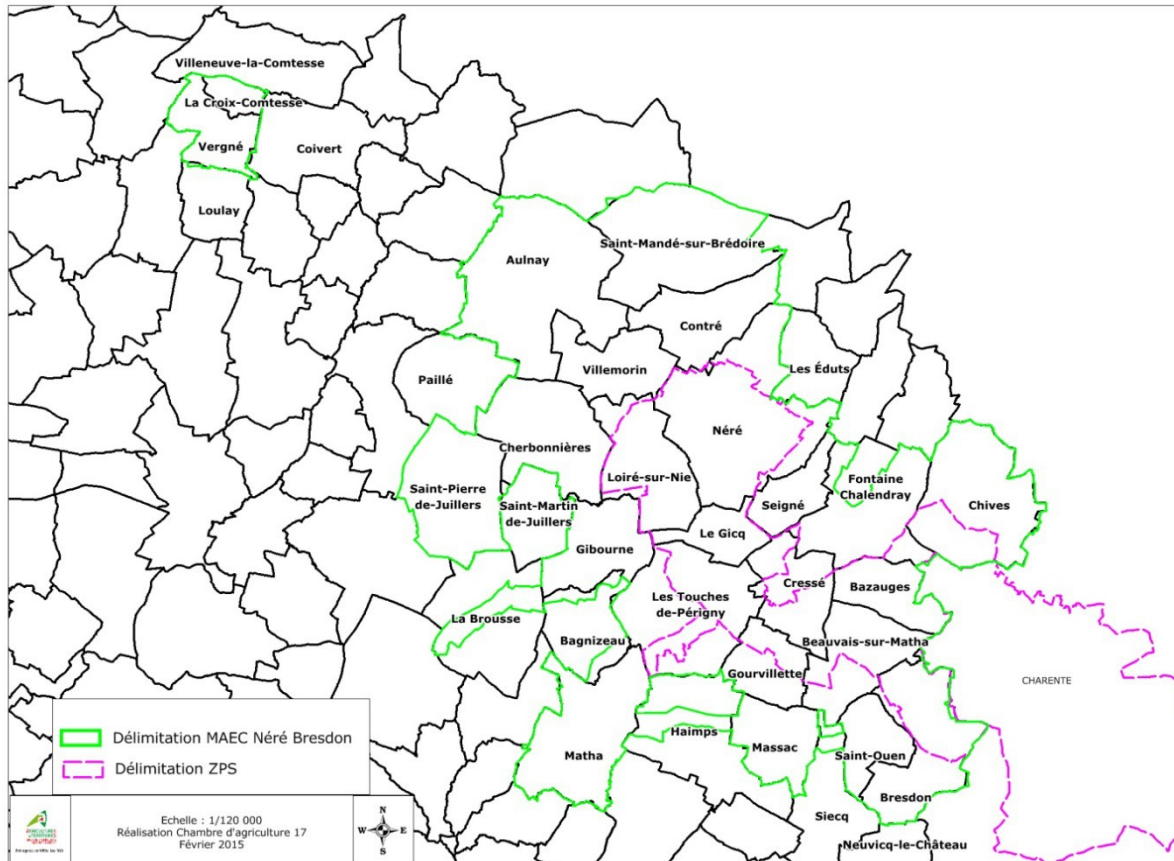 Villeneuve-la-Comtesse
La Croix-Comtesse
Vergné
Coivert
Loulay
Saint-Mandé-sur-Brédoire
Aulnay
Contré
Villemorin
Les Éduts
Paillé
Néré
Cherbonnières
Loiré-sur-Nie
Fontaine
Chalendray
Saint-Pierre
de-Juillers
Saint-Martin
de-Juillers
Seigné
Chives
Le Gicq
Gibourne
Cressé
Bazauges
Les Touches
de-Périgny
La Brousse
Bagnizeau
Beauvais-sur-Matha
Gourvillette
CHARENTE
Haimps
Massac
Matha
Saint-Ouen
Bresdon
Siecq
Neuvicq-le-Château
Délimitation MAEC Néré Bresdon
Délimitation ZPS
Echelle : 1/120 000
Réalisation Chambre d'agriculture 17
Février 2015
N
W
E
S